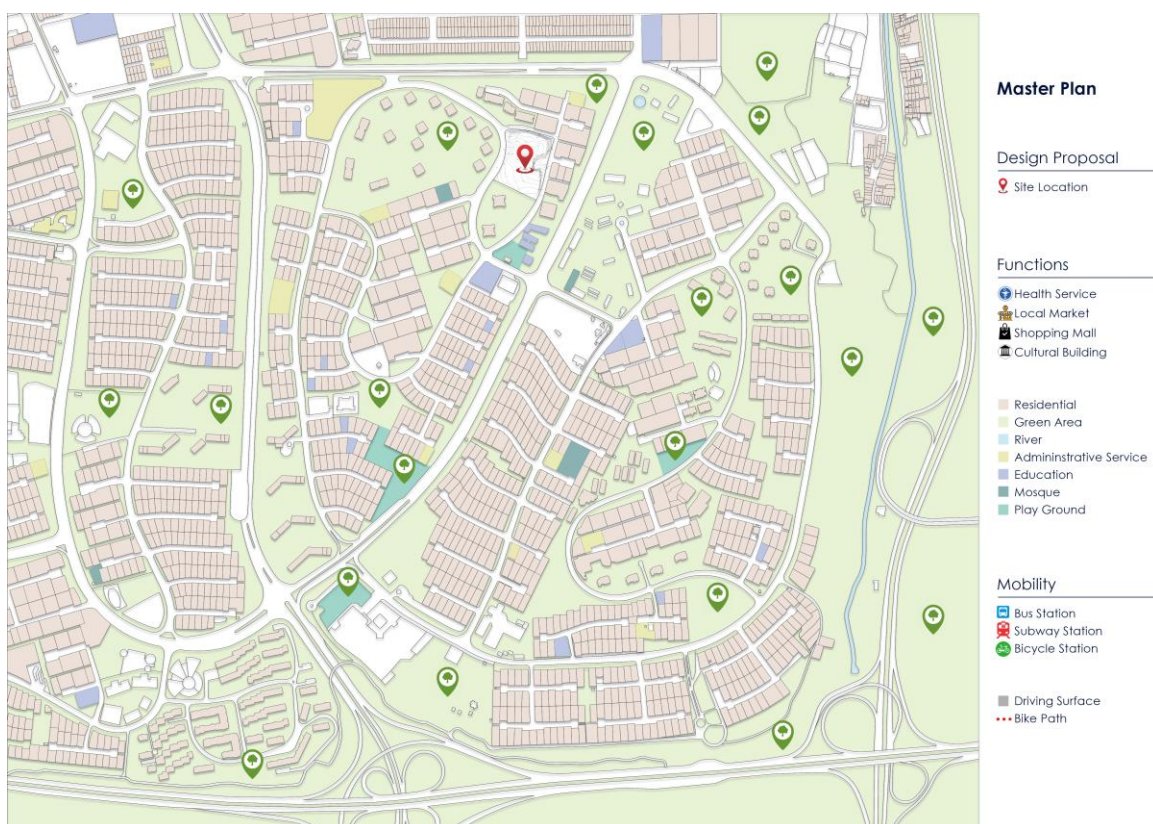 Master Plan
Design Proposal
Site Location
Functions
Health Service
Local Market
Shopping Mall
Cultural Building
Residential
Green Area
River
Admininstrative Service
Education
Mosque
Play Ground
Mobility
Bus Station
Subway Station
Bicycle Station
Driving Surface
Bike Path